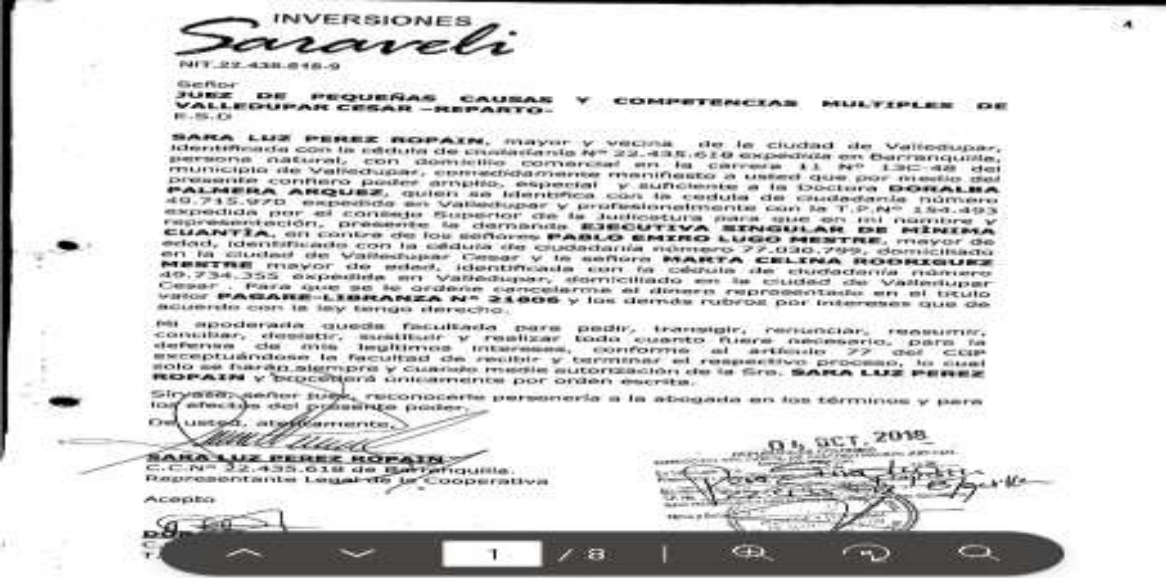 INVERSIONES
Saraveli
NIT.22.435.618-9
4
Señor
JUEZ DE PEQUEÑAS CAUSAS Y COMPETENCIAS MULTIPLES DE
VALLEDUPAR CESAR –REPARTO-
E.S.D
SARA LUZ PEREZ ROPAIN, mayor y vecina de la ciudad de Valledupar,
identificada con la cédula de ciudadanía Nº 22.435.618 expedida en Barranquilla,
persona natural, con domicilio comercial en la carrera 11 Nº 13C-48 del
municipio de Valledupar, comedidamente manifiesto a usted que por medio del
presente confiero poder amplio, especial y suficiente a la Doctora DORALBA
PALMERA ARQUEZ, quien se identifica con la cedula de ciudadanía número
49.715.970 expedida en Valledupar y profesionalmente con la T.P.Nº 184.493
expedida por el consejo Superior de la Judicatura para que en mi nombre y
representación, presente la demanda EJECUTIVA SINGULAR DE MÍNIMA
CUANTÍA, en contra de los señores PABLO EMIRO LUGO MESTRE, mayor de
edad, identificado con la cédula de ciudadanía número 77.030.799, domiciliado
en la ciudad de Valledupar Cesar y la señora MARTA CELINA RODRIGUEZ
MESTRE mayor de edad, identificada con la cédula de ciudadanía número
49.734.355 expedida en Valledupar, domiciliado en la ciudad de Valledupar
Cesar . Para que se le ordene cancelarme el dinero representado en el titulo
valor PAGARE-LIBRANZA Nº 21806 y los demás rubros por intereses que de
acuerdo con la ley tengo derecho.
Mi apoderada queda facultada para pedir, transigir, renunciar, reasumir,
conciliar, desistir, sustituir y realizar todo cuanto fuere necesario, para la
defensa de mis legítimos intereses, conforme al artículo 77 del CGP
exceptuándose la facultad de recibir y terminar el respectivo proceso, lo cual
solo se harán siempre y cuando medie autorización de la Sra. SARA LUZ PEREZ
ROPAIN y procederá únicamente por orden escrita.
Sírvase, señor juez, reconocerle personería a la abogada en los términos y para
los efectos del presente poder.
De usted, atentamente,
04 OCT. 2018
SARA LUZ PEREZ ROPAIN
C.C.Nº 22.435.618 de Barranquilla.
Representante Legal de la Cooperativa
Acepto
1 / 8